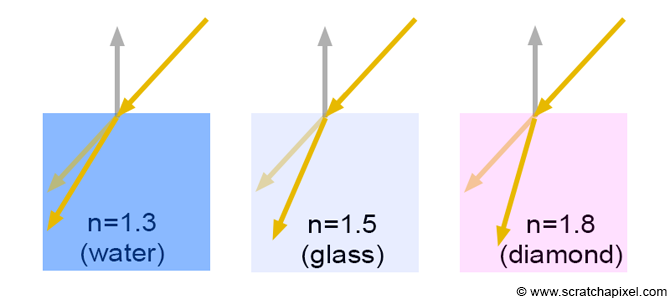 n=1.3
(water)
n=1.5
(glass)
n=1.8
(diamond)
© www.scratchapixel.com